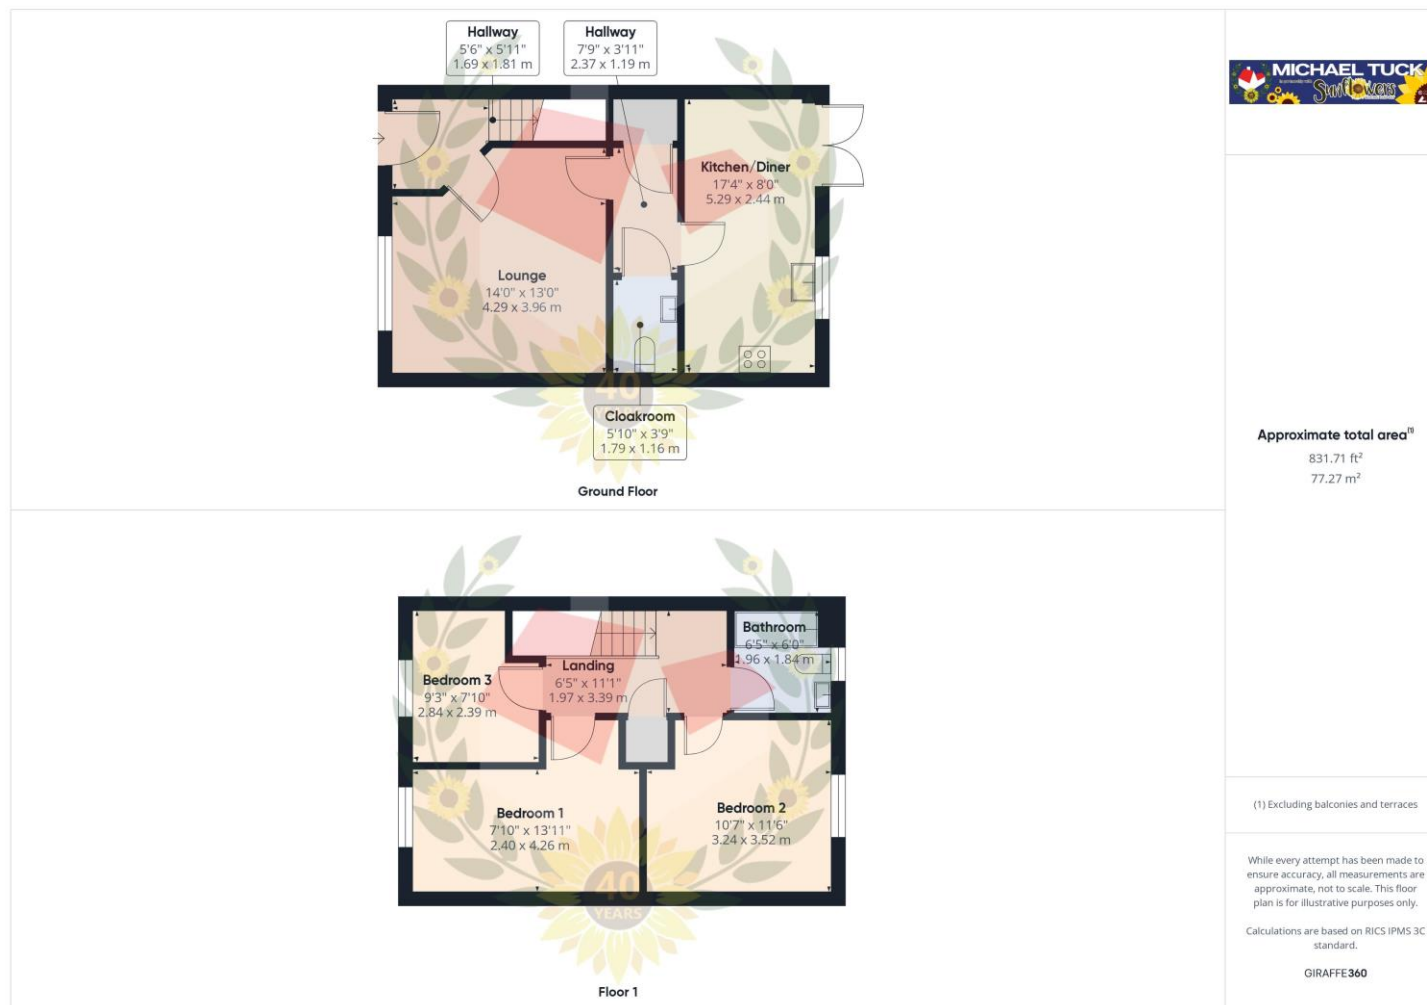 Hallway
5'6" x 5'11"
1.69 x 1.81 m
Hallway
7'9" x 3'11"
2.37 x 1.19 m
Kitchen/Diner
17'4" x 8'0"
5.29 x 2.44 m
Lounge
14'0" x 13'0"
4.29 x 3.96 m
40
YEARS
Cloakroom
5'10" x 3'9"
1.79 x 1.16 m
Ground Floor
Bathroom
6'5" x 6'0"
1.96 x 1.84 m
Landing
6'5" x 11'1"
1.97 x 3.39 m
Bedroom 3
9'3" x 7'10"
2.84 x 2.39 m
Bedroom 1
7'10" x 13'11"
2.40 x 4.26 m
Bedroom 2
10'7" x 11'6"
3.24 x 3.52 m
40
YEARS
Floor 1
MICHAEL TUCK
Sunflowers
Approximate total area(1)
831.71 ft²
77.27 m²
(1) Excluding balconies and terraces
While every attempt has been made to
ensure accuracy, all measurements are
approximate, not to scale. This floor
plan is for illustrative purposes only.
Calculations are based on RICS IPMS 3C
standard.
GIRAFFE360